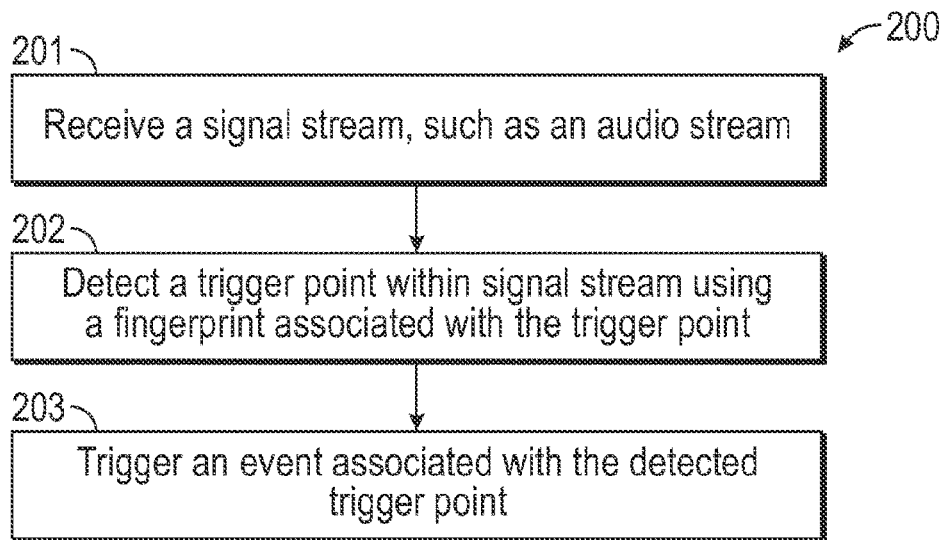 200
201
Receive a signal stream, such as an audio stream
202
Detect a trigger point within signal stream using
a fingerprint associated with the trigger point
203
Trigger an event associated with the detected
trigger point